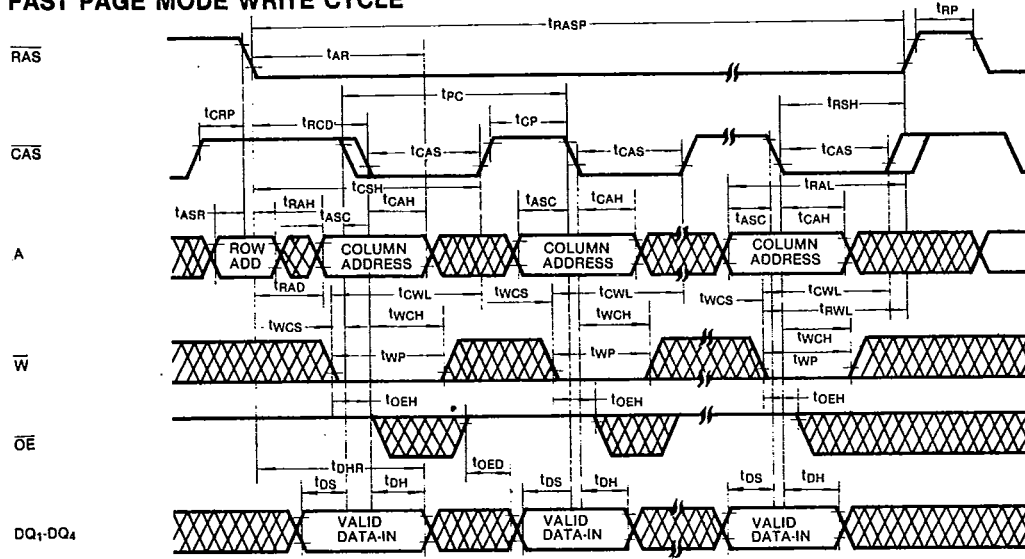 FAST PAGE MODE WRITE CYCLE
tRASP
tRP
RAS
tAR
tPC
tRSH
tCRP
tRCD
tCP
CAS
tCAS
tCAS
tCAS
tCSH
tRAL
tASR
tRAH
tASC
tCAH
tASC
tCAH
tASC
tCAH
A
ROW ADD
COLUMN ADDRESS
COLUMN ADDRESS
COLUMN ADDRESS
tRAD
tCWL
tWCS
tCWL
tWCS
tCWL
tRWL
tWCS
tWCH
tWCH
tWCH
W
tWP
tWP
tWP
tOEH
tOEH
tOEH
OE
tDHR
tOED
tDS
tDH
tDS
tDH
tDS
tDH
DQ1-DQ4
VALID DATA-IN
VALID DATA-IN
VALID DATA-IN